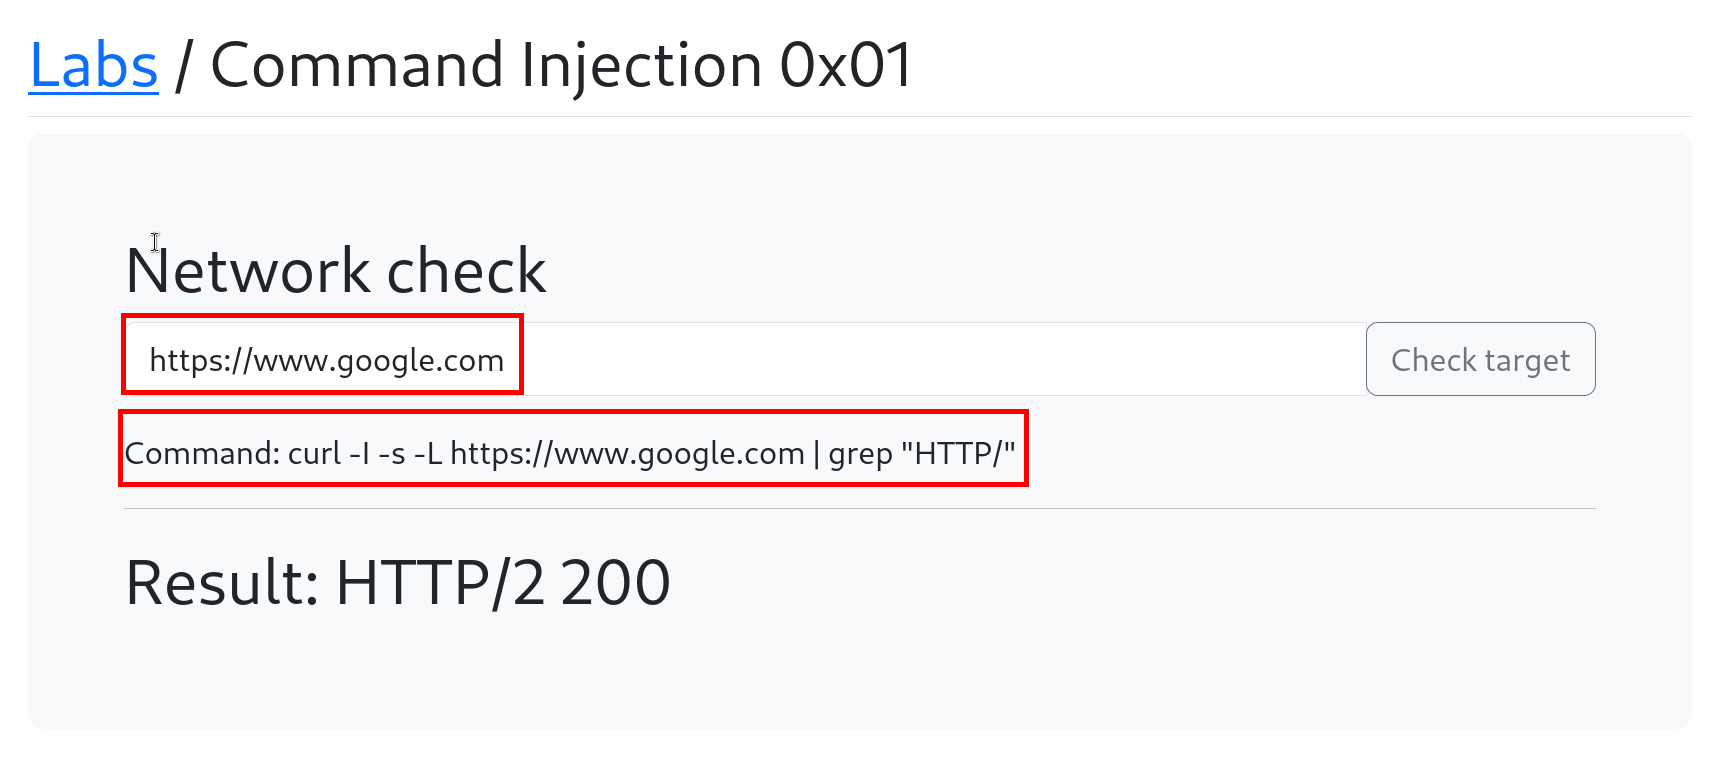 Labs / Command Injection 0x01
Network check
https://www.google.com
Check target
Command: curl -I -s -L https://www.google.com | grep "HTTP/"
Result: HTTP/2 200